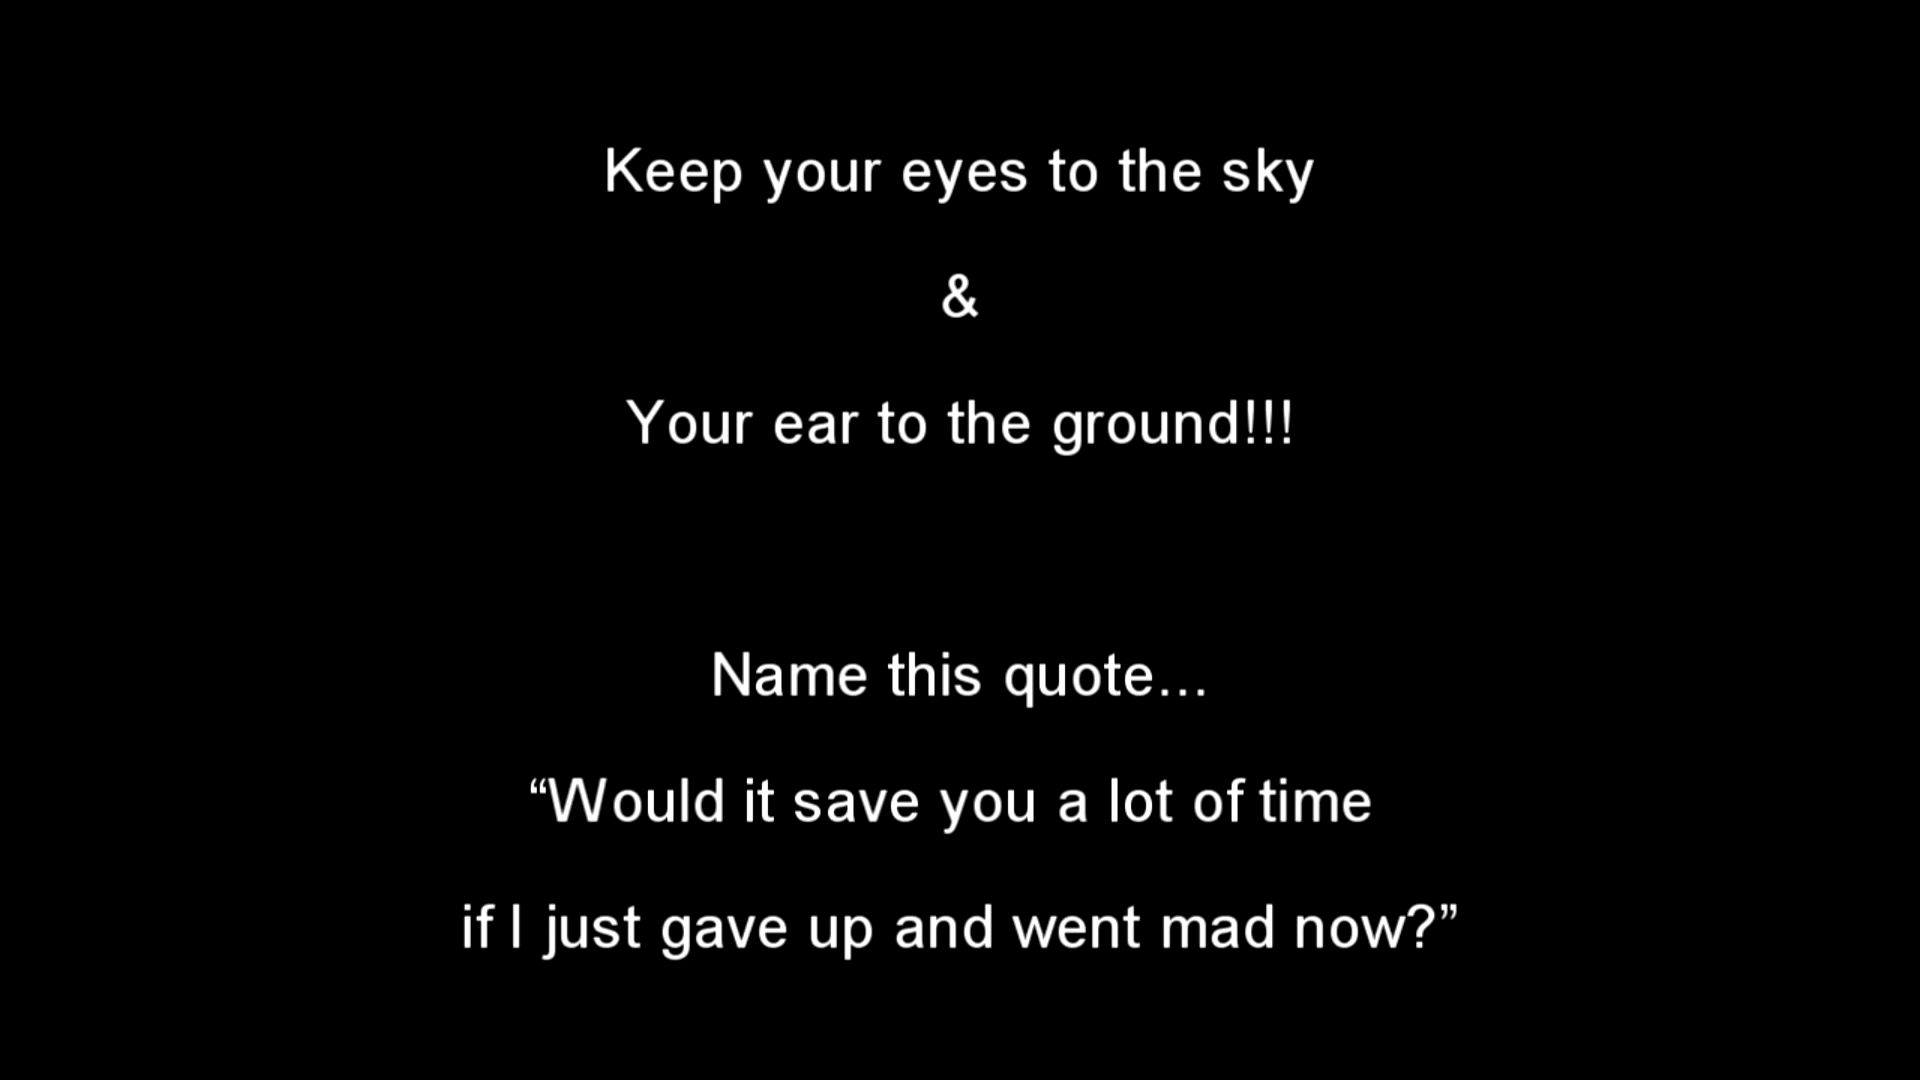 Keep your eyes to the sky
&
Your ear to the ground!!!
Name this quote...
“Would it save you a lot of time
if I just gave up and went mad now?”